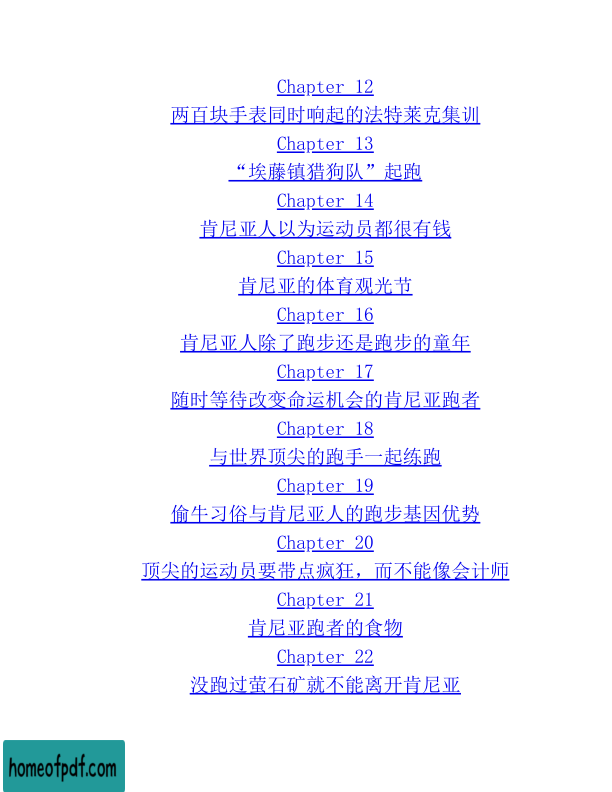 Chapter 12
两百块手表同时响起的法特莱克集训
Chapter 13
“埃藤镇猎狗队”起跑
Chapter 14
肯尼亚人以为运动员都很有钱
Chapter 15
肯尼亚的体育观光节
Chapter 16
肯尼亚人除了跑步还是跑步的童年
Chapter 17
随时等待改变命运机会的肯尼亚跑者
Chapter 18
与世界顶尖的跑手一起练跑
Chapter 19
偷牛习俗与肯尼亚人的跑步基因优势
Chapter 20
顶尖的运动员要带点疯狂，而不能像会计师
Chapter 21
肯尼亚跑者的食物
Chapter 22
没跑过萤石矿就不能离开肯尼亚
homeofpdf.com